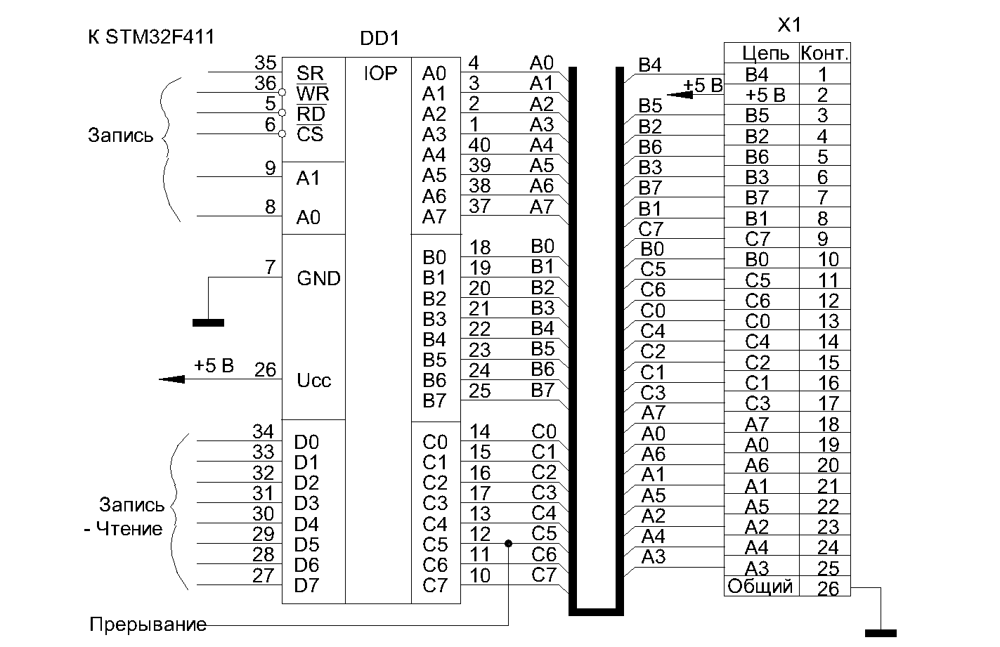 К STM32F411
DD1
X1
Цепь Конт.
35 SR IOP A0 4 A0
36 WR A1 3 A1
5 RD A2 2 A2
6 CS A3 1 A3
Запись
A4 40 A4
9 A1 A5 39 A5
A6 38 A6
8 A0 A7 37 A7
B0 18 B0
7 GND B1 19 B1
B2 20 B2
B3 21 B3
B4 22 B4
B5 23 B5
+5 В 26 Ucc B6 24 B6
B7 25 B7
34 D0 C0 14 C0
33 D1 C1 15 C1
32 D2 C2 16 C2
31 D3 C3 17 C3
Запись
- Чтение
30 D4 C4 13 C4
29 D5 C5 12 C5
28 D6 C6 11 C6
27 D7 C7 10 C7
Прерывание
B4 B4 1
+5 В +5 В 2
B5 B5 3
B2 B2 4
B6 B6 5
B3 B3 6
B7 B7 7
B1 B1 8
C7 C7 9
B0 B0 10
C5 C5 11
C6 C6 12
C0 C0 13
C4 C4 14
C2 C2 15
C1 C1 16
C3 C3 17
A7 A7 18
A0 A0 19
A6 A6 20
A1 A1 21
A5 A5 22
A2 A2 23
A4 A4 24
A3 A3 25
Общий 26